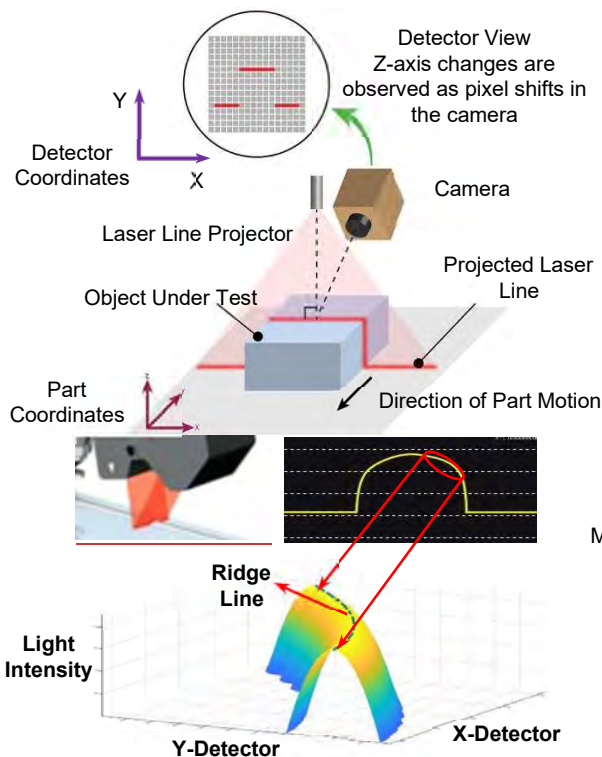 Detector View
Z-axis changes are
observed as pixel shifts in
the camera
Y
Detector
Coordinates
X
Camera
Laser Line Projector
Projected Laser
Line
Object Under Test
Part
Coordinates
z
x
Direction of Part Motion
M
Ridge
Line
Light
Intensity
X-Detector
Y-Detector